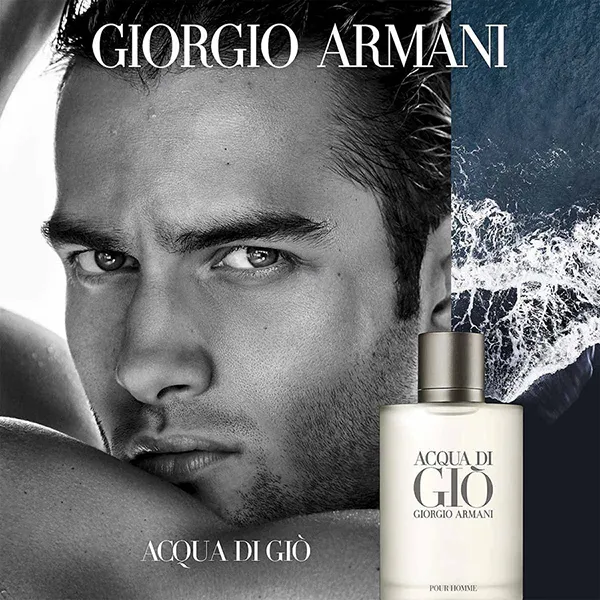 GIORGIO ARMANI
ACQUA DI GIÒ
ACQUA DI
GIÒ
GIORGIO ARMANI
POUR HOMME